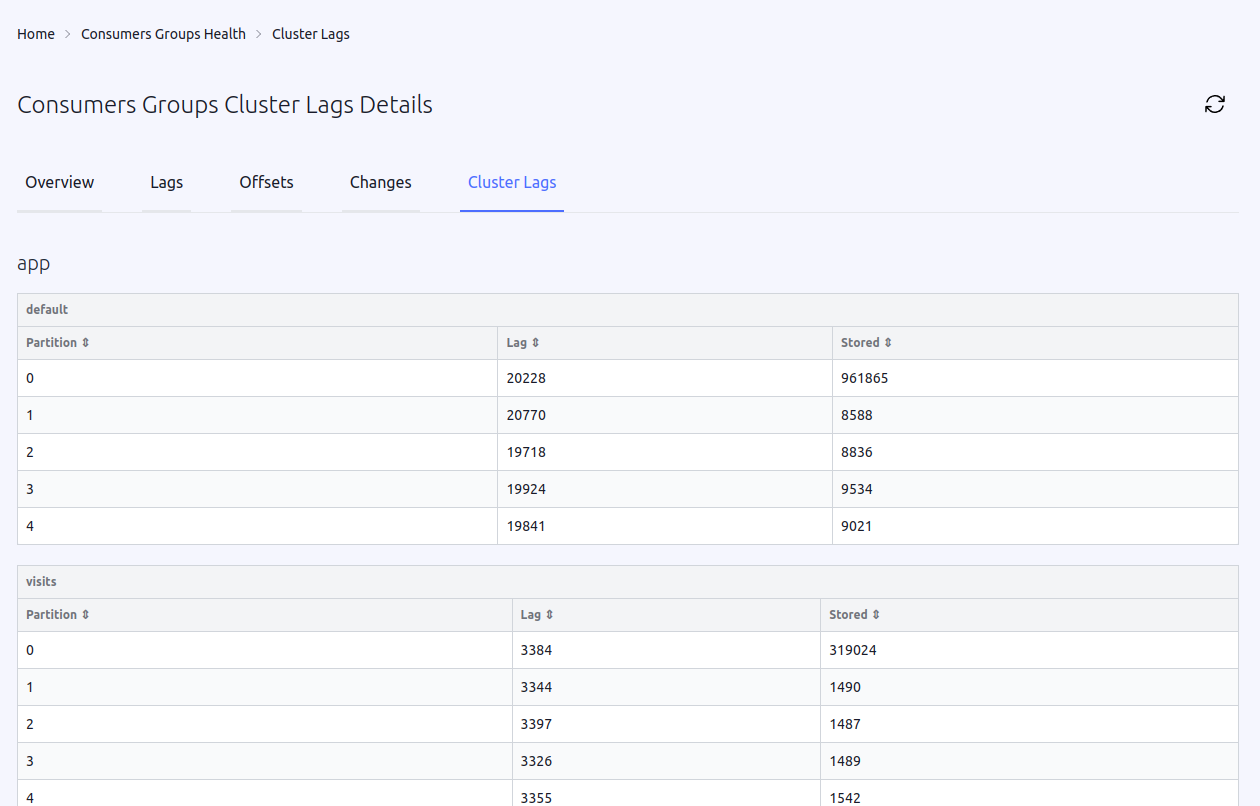 Home > Consumers Groups Health > Cluster Lags
Consumers Groups Cluster Lags Details
Overview Lags Offsets Changes Cluster Lags
app
default
Partition ⇕ Lag ⇕ Stored ⇕
0 20228 961865
1 20770 8588
2 19718 8836
3 19924 9534
4 19841 9021
visits
Partition ⇕ Lag ⇕ Stored ⇕
0 3384 319024
1 3344 1490
2 3397 1487
3 3326 1489
4 3355 1542